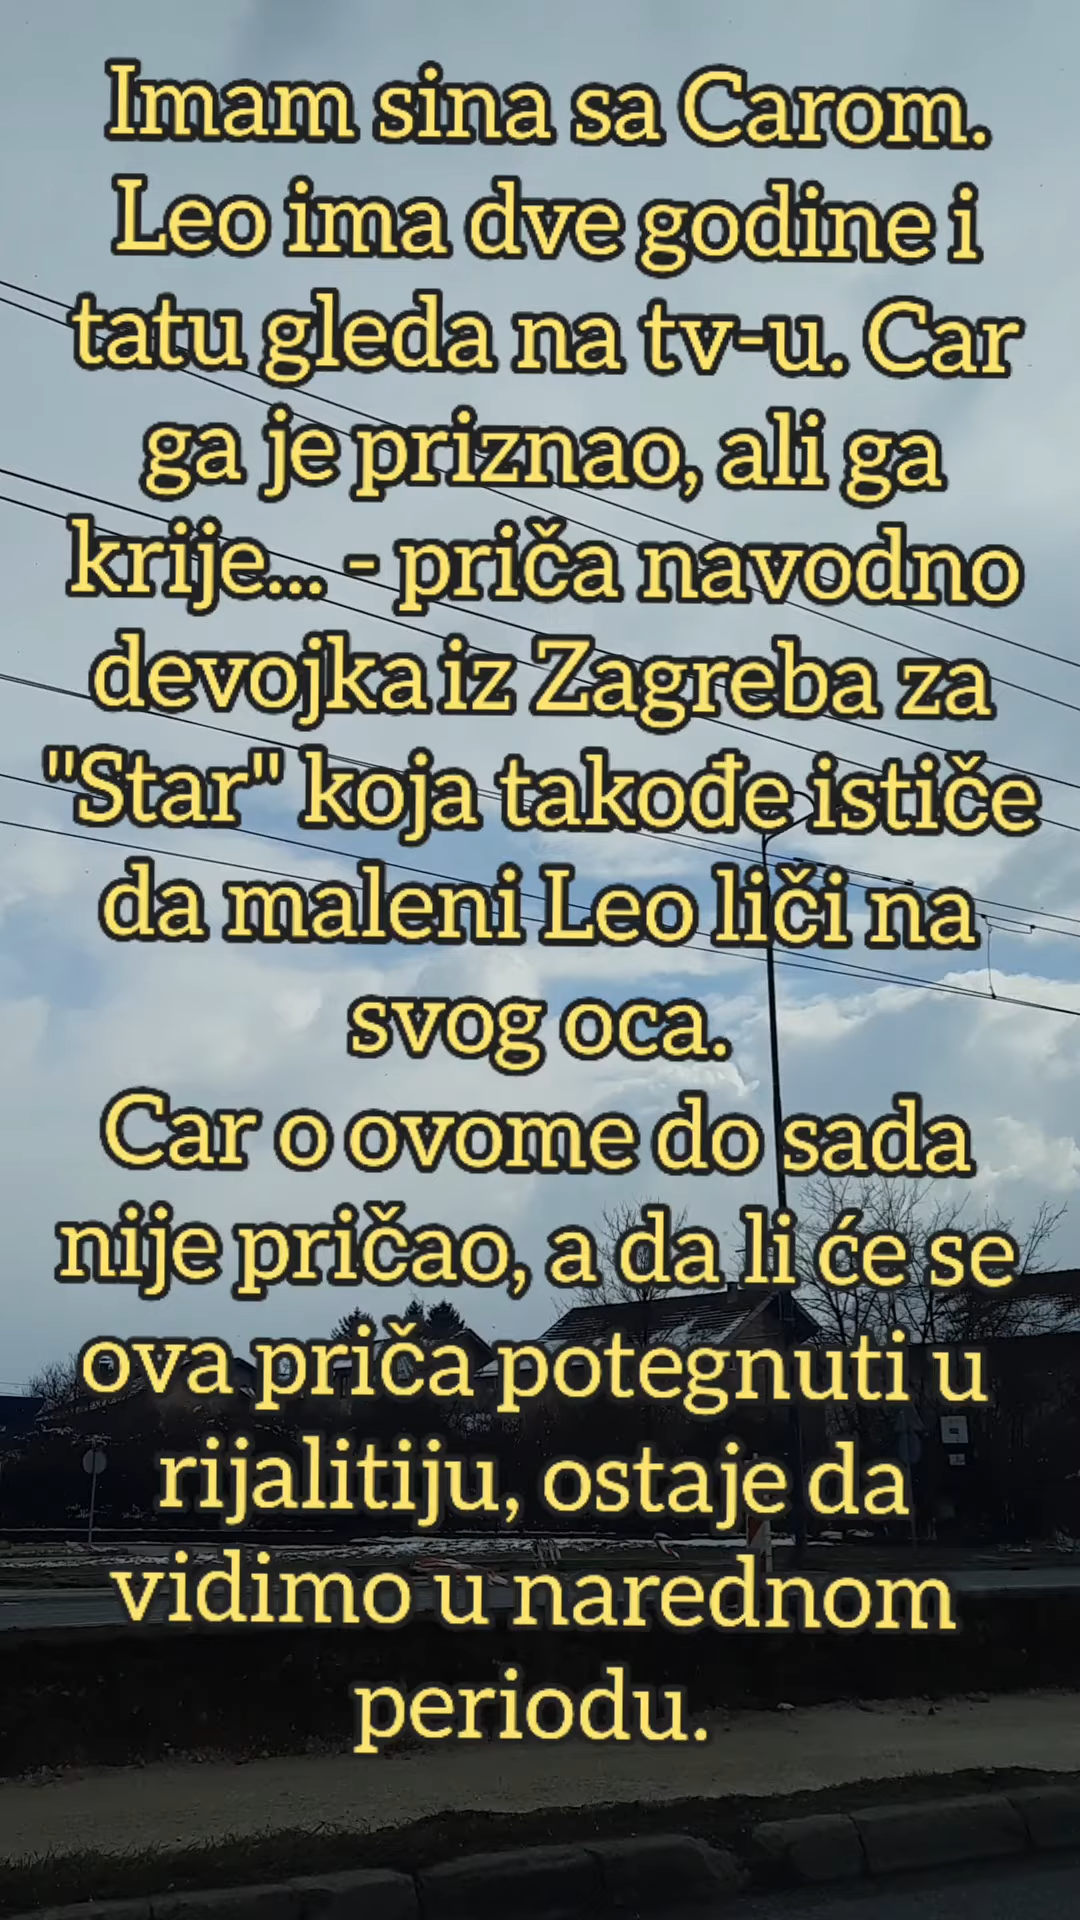 Imam sina sa Carom.
Leo ima dve godine i
tatu gleda na tv-u. Car
ga je priznao, ali ga
krije... - priča navodno
devojka iz Zagreba za
"Star" koja takođe ističe
da maleni Leo liči na
svog oca.
Car o ovome do sada
nije pričao, a da li će se
ova priča potegnuti u
rijalitiju, ostaje da
vidimo u narednom
periodu.